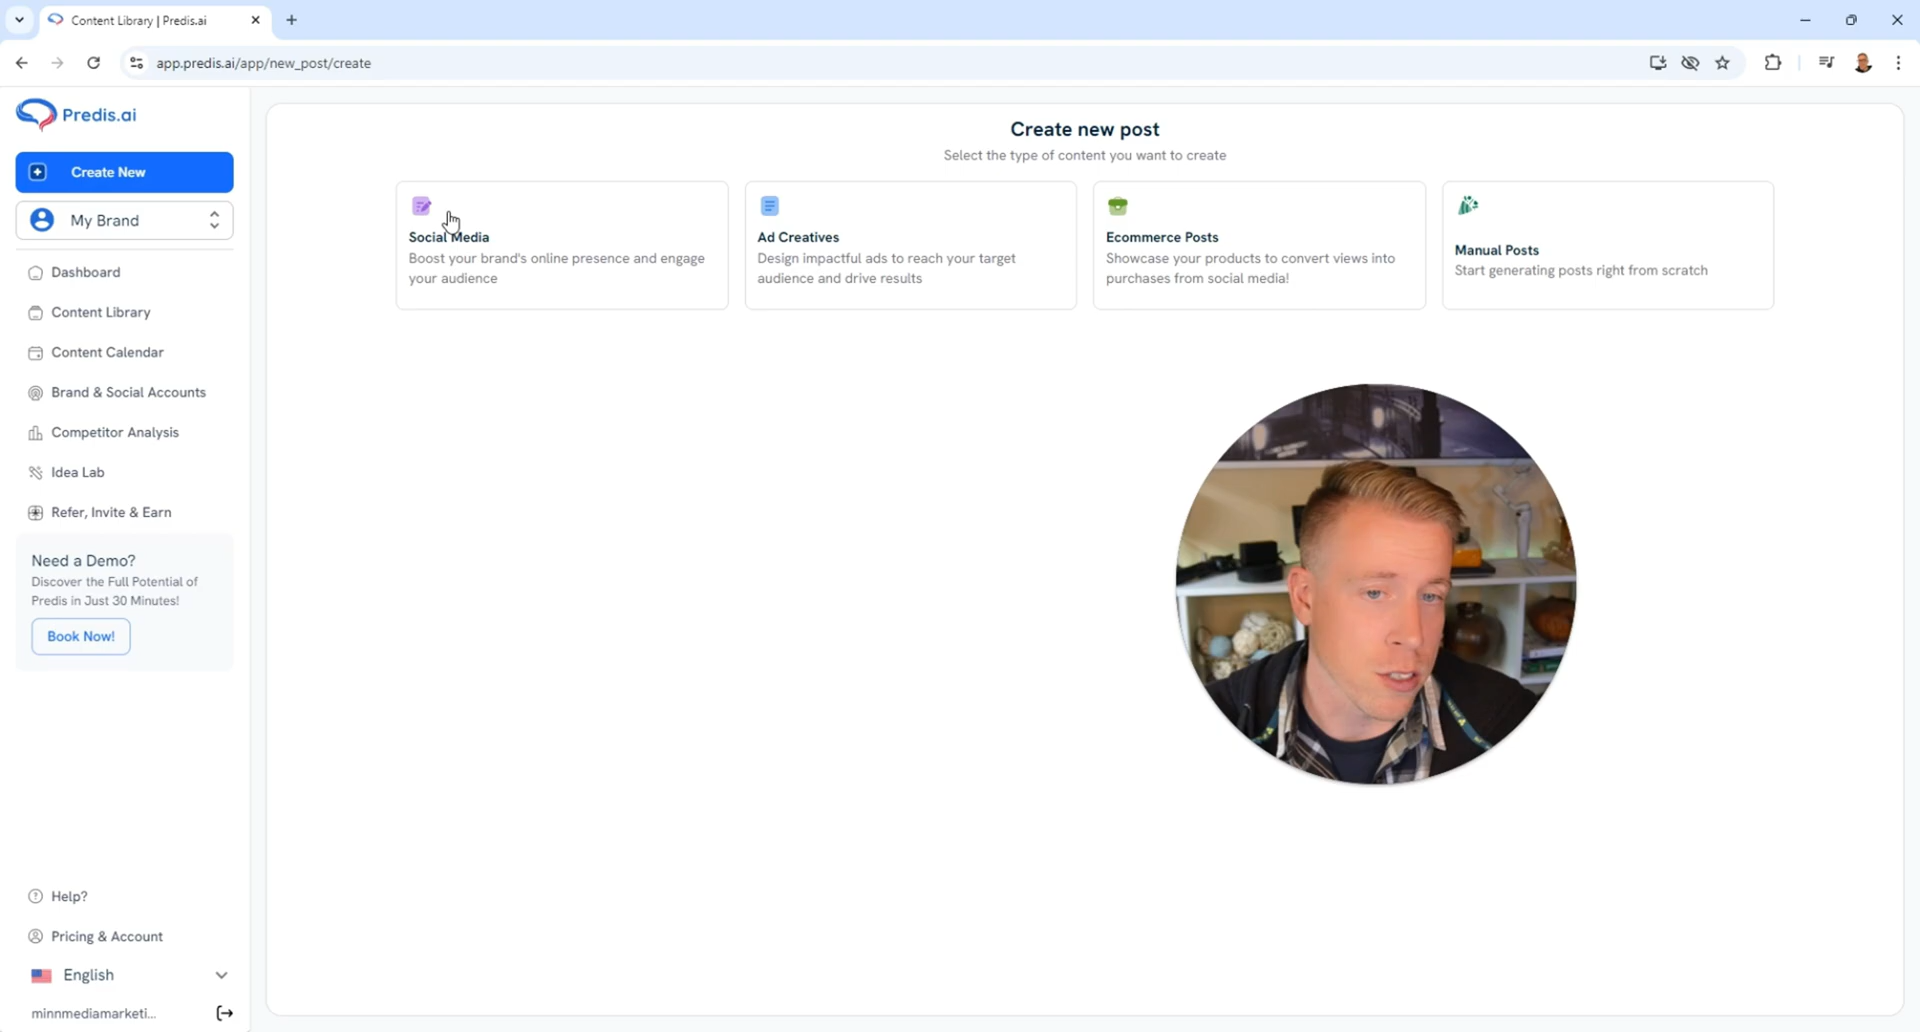 Content Library | Predis.ai
app.predis.ai/app/new_post/create
Predis.ai
Create New
My Brand
Dashboard
Content Library
Content Calendar
Brand & Social Accounts
Competitor Analysis
Idea Lab
Refer, Invite & Earn
Need a Demo?
Discover the Full Potential of
Predis in Just 30 Minutes!
Book Now!
Help?
Pricing & Account
English
minnmediamarketi...
Create new post
Select the type of content you want to create
Social Media
Boost your brand's online presence and engage
your audience
Ad Creatives
Design impactful ads to reach your target
audience and drive results
Ecommerce Posts
Showcase your products to convert views into
purchases from social media!
Manual Posts
Start generating posts right from scratch